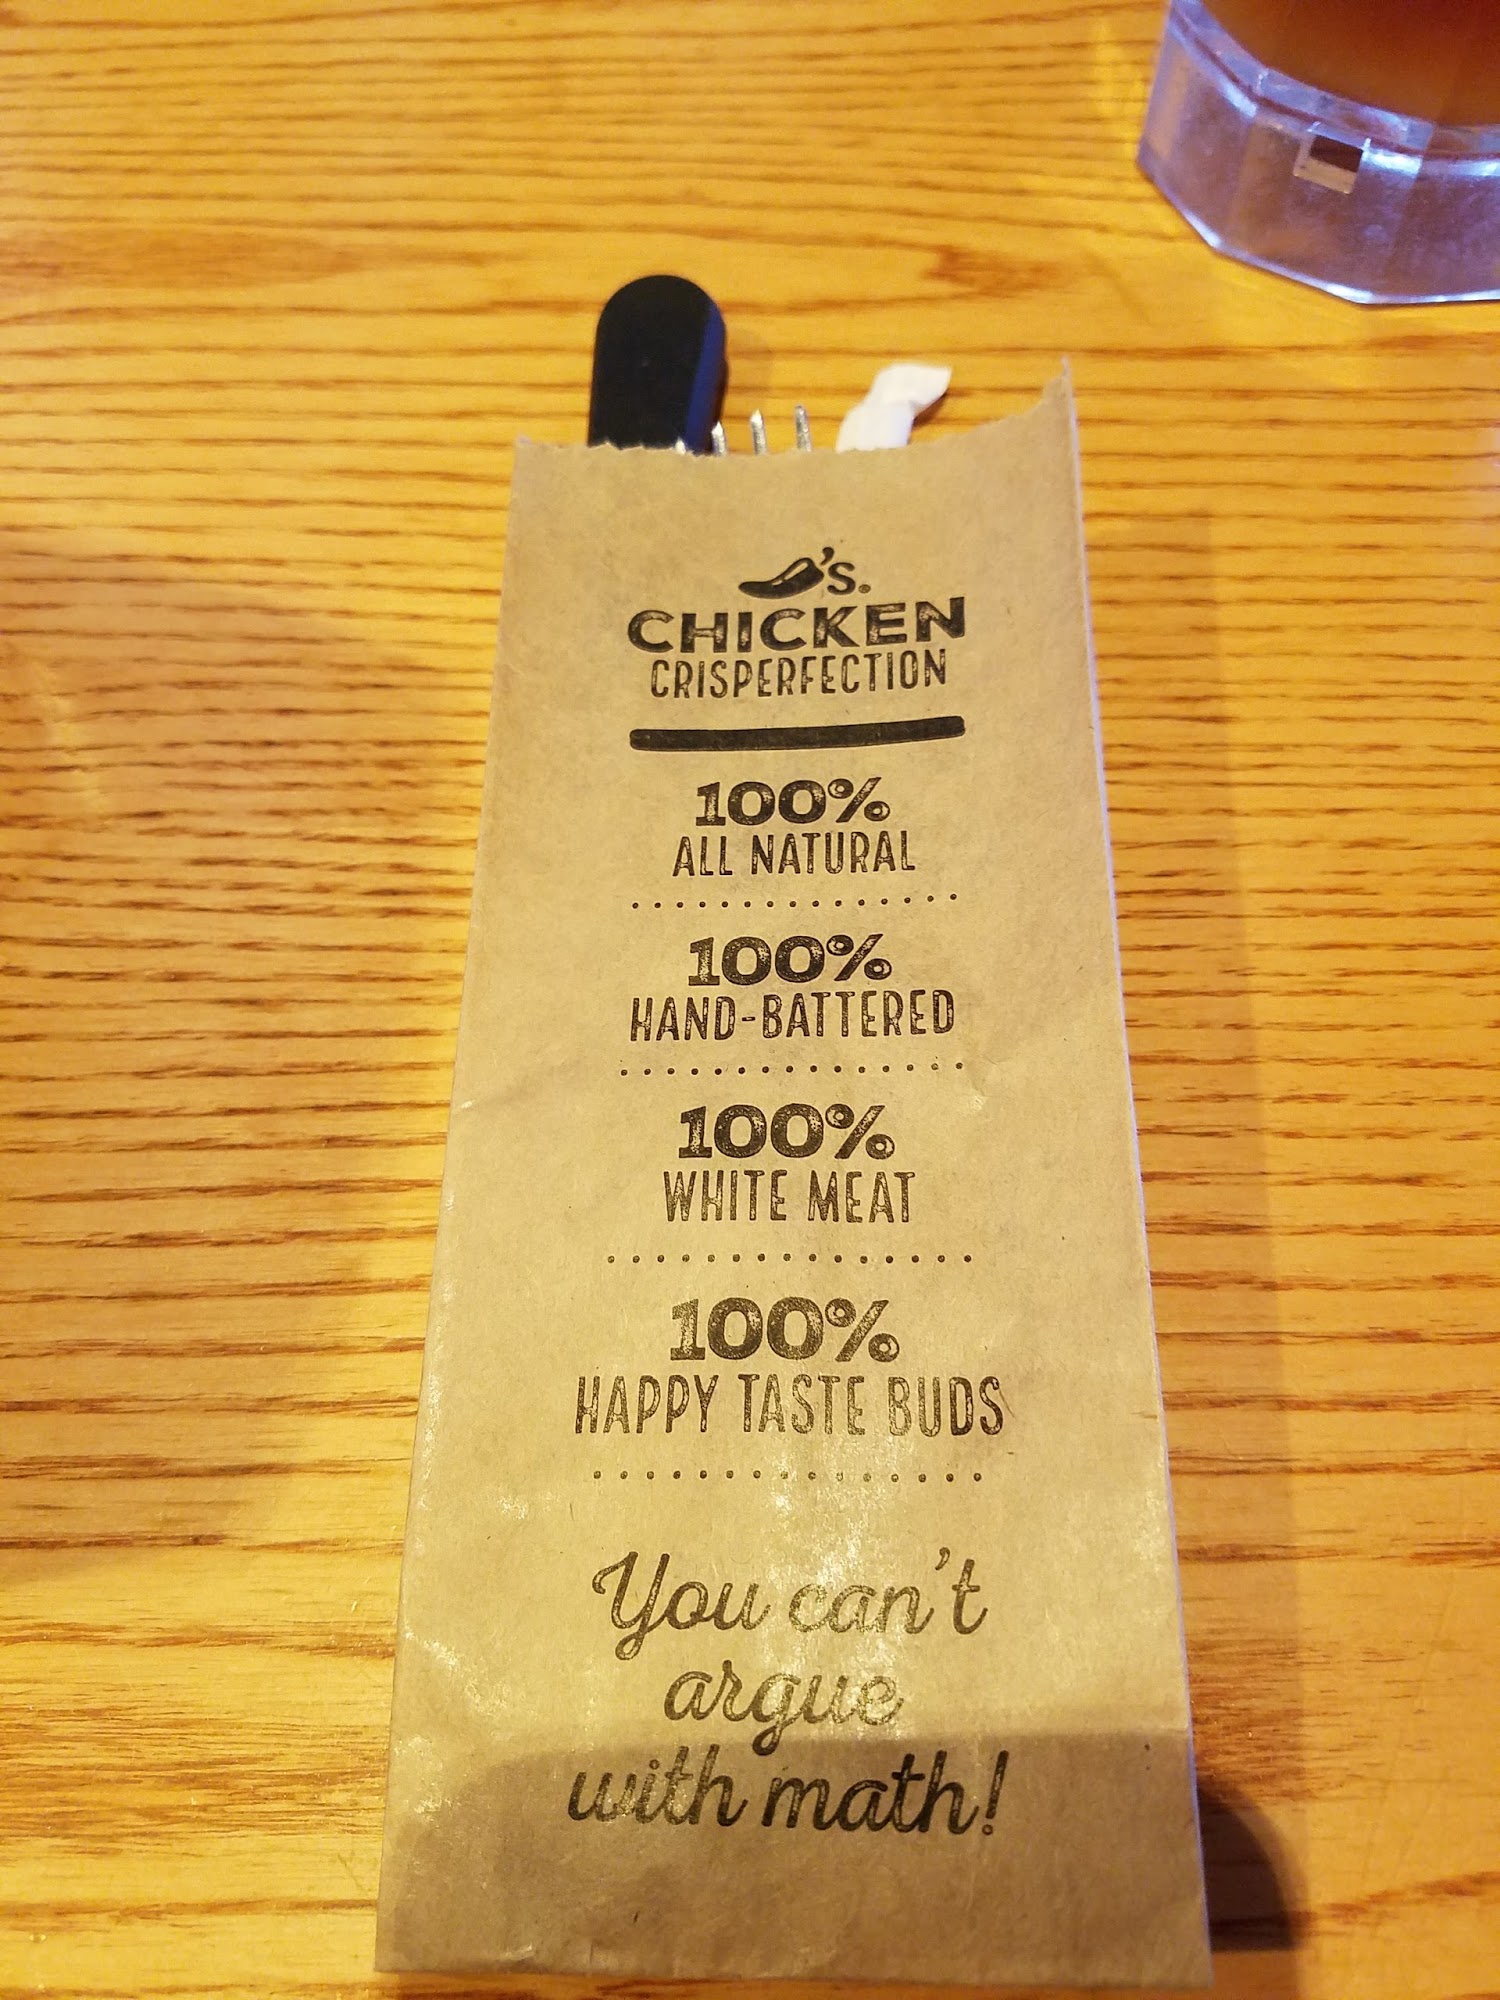 's®
CHICKEN
CRISPERFECTION
100%
ALL NATURAL
100%
HAND-BATTERED
100%
WHITE MEAT
100%
HAPPY TASTE BUDS
You can't
argue
with math!